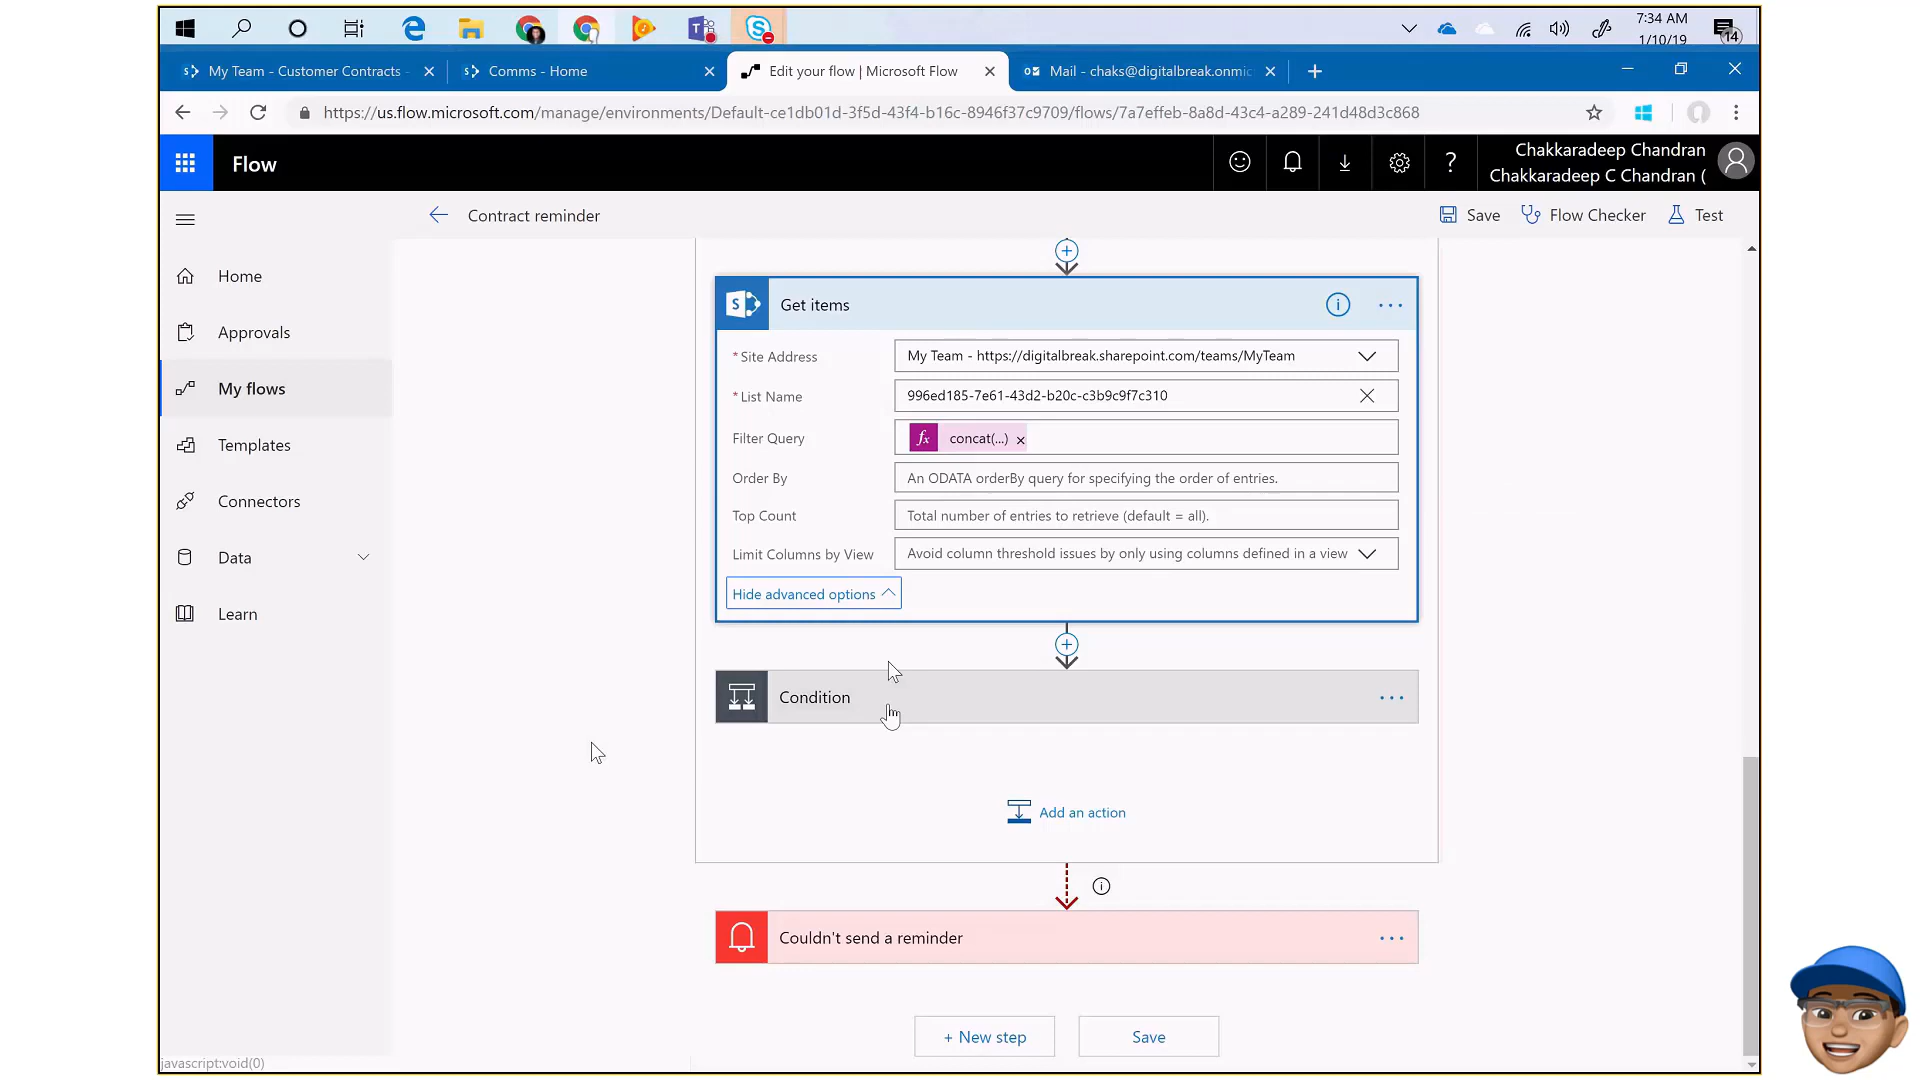 7:34 AM
1/10/19
14
My Team - Customer Contracts -
Comms - Home
Edit your flow | Microsoft Flow
Mail - chaks@digitalbreak.onmic
https://us.flow.microsoft.com/manage/environments/Default-ce1db01d-3f5d-43f4-b16c-8946f37c9709/flows/7a7effeb-8a8d-43c4-a289-241d48d3c868
Flow
?
Chakkaradeep Chandran
Chakkaradeep C Chandran (
Contract reminder
Save
Flow Checker
Test
Home
Approvals
My flows
Templates
Connectors
Data
Learn
Get items
* Site Address
My Team - https://digitalbreak.sharepoint.com/teams/MyTeam
* List Name
996ed185-7e61-43d2-b20c-c3b9c9f7c310
Filter Query
fx concat(...) ×
Order By
An ODATA orderBy query for specifying the order of entries.
Top Count
Total number of entries to retrieve (default = all).
Limit Columns by View
Avoid column threshold issues by only using columns defined in a view
Hide advanced options
Condition
Add an action
Couldn't send a reminder
+ New step
Save
javascript:void(0)